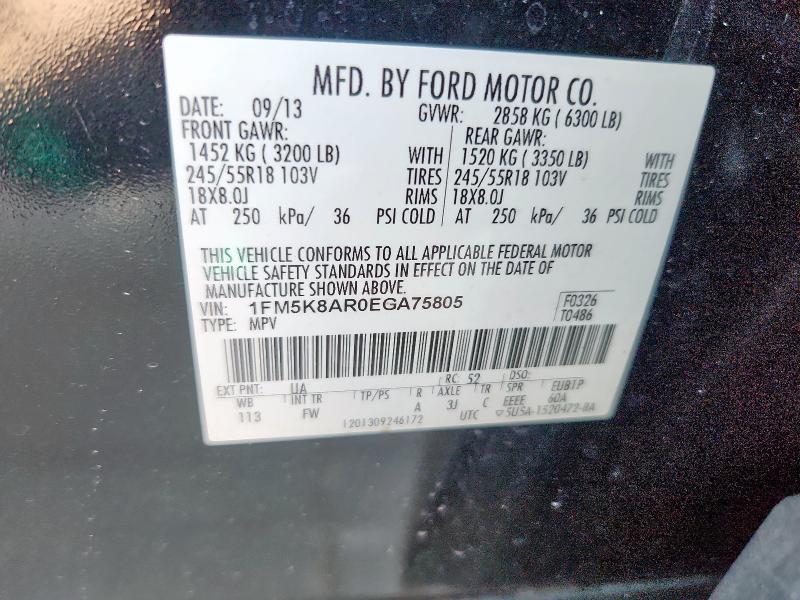 MFD. BY FORD MOTOR CO.
DATE: 09/13 GVWR: 2858 KG ( 6300 LB)
FRONT GAWR: REAR GAWR:
1452 KG ( 3200 LB) WITH 1520 KG ( 3350 LB) WITH
245/55R18 103V TIRES 245/55R18 103V TIRES
18X8.0J RIMS 18X8.0J RIMS
AT 250 kPa/ 36 PSI COLD AT 250 kPa/ 36 PSI COLD
THIS VEHICLE CONFORMS TO ALL APPLICABLE FEDERAL MOTOR
VEHICLE SAFETY STANDARDS IN EFFECT ON THE DATE OF
MANUFACTURE SHOWN ABOVE.
VIN: 1FM5K8AR0EGA75805 F0326
TYPE: MPV T0486
EXT PNT: UA RC: 52 DSO:
WB INT TR TP/PS R AXLE TR SPR EUB1P
113 FW A 3J C EEEE 60A
1201309246172 UTC 5U5A-1520472-BA